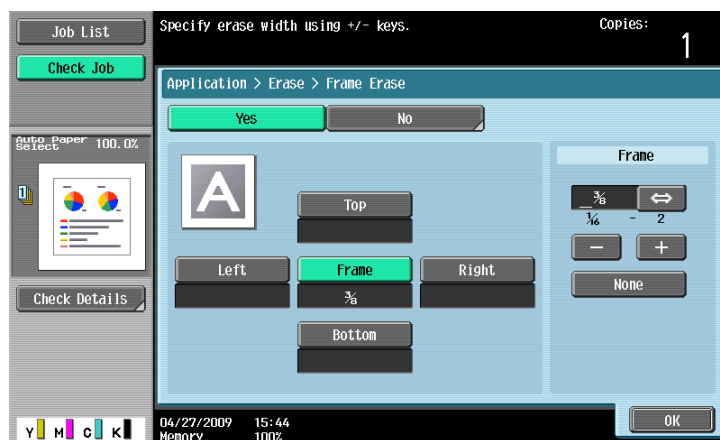 Job List
Check Job
Specify erase width using +/- keys.
Copies:
1
Application > Erase > Frame Erase
Yes
No
Auto Paper Select
100.0%
1
A
Top
Left
Frame
3/8
Right
Bottom
Frame
_3/8
⇔
1/16 - 2
−
+
None
Check Details
Y M C K
04/27/2009 15:44
Memory 100%
OK